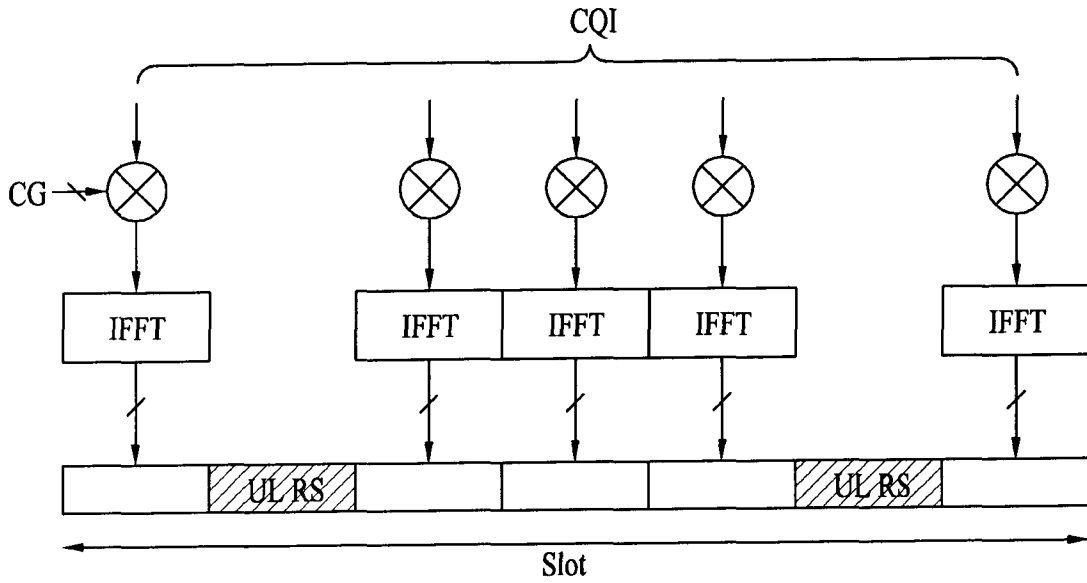 CQI
CG
IFFT
IFFT
IFFT
IFFT
IFFT
UL RS
UL RS
Slot